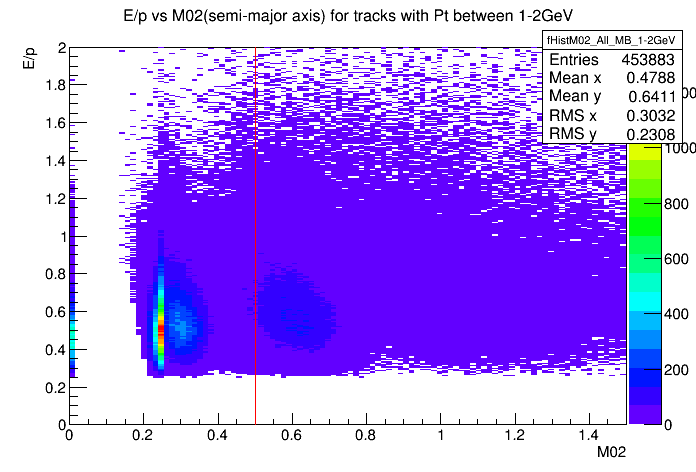 E/p vs M02(semi-major axis) for tracks with Pt between 1-2GeV
fHistM02_All_MB_1-2GeV
Entries 453883
Mean x 0.4788
Mean y 0.6411
RMS x 0.3032
RMS y 0.2308
E/p
2
1.8
1.6
1.4
1.2
1
0.8
0.6
0.4
0.2
0
0 0.2 0.4 0.6 0.8 1 1.2 1.4
M02
1000
800
600
400
200
0